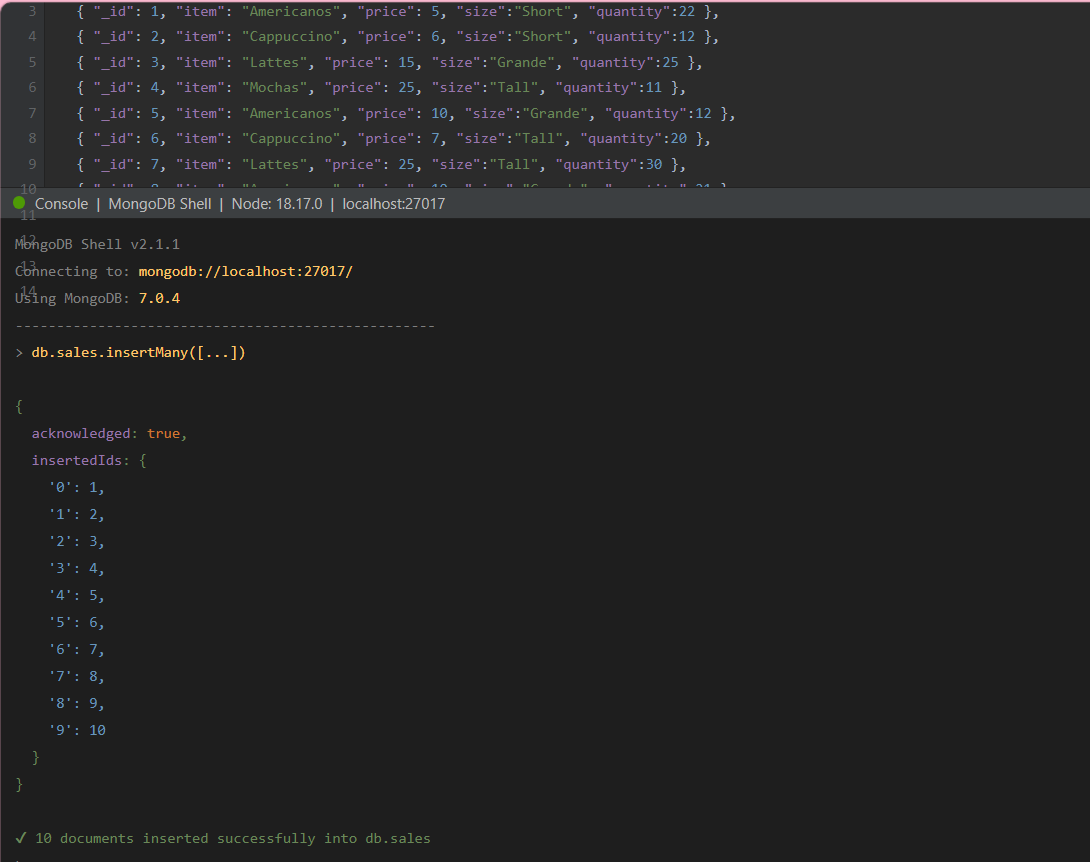 3 { "_id": 1, "item": "Americanos", "price": 5, "size":"Short", "quantity":22 },
4 { "_id": 2, "item": "Cappuccino", "price": 6, "size":"Short", "quantity":12 },
5 { "_id": 3, "item": "Lattes", "price": 15, "size":"Grande", "quantity":25 },
6 { "_id": 4, "item": "Mochas", "price": 25, "size":"Tall", "quantity":11 },
7 { "_id": 5, "item": "Americanos", "price": 10, "size":"Grande", "quantity":12 },
8 { "_id": 6, "item": "Cappuccino", "price": 7, "size":"Tall", "quantity":20 },
9 { "_id": 7, "item": "Lattes", "price": 25, "size":"Tall", "quantity":30 },
10
Console | MongoDB Shell | Node: 18.17.0 | localhost:27017
11
12
MongoDB Shell v2.1.1
13
Connecting to: mongodb://localhost:27017/
14
Using MongoDB: 7.0.4
---------------------------------------------------
> db.sales.insertMany([...])
{
acknowledged: true,
insertedIds: {
'0': 1,
'1': 2,
'2': 3,
'3': 4,
'4': 5,
'5': 6,
'6': 7,
'7': 8,
'8': 9,
'9': 10
}
}
✓ 10 documents inserted successfully into db.sales